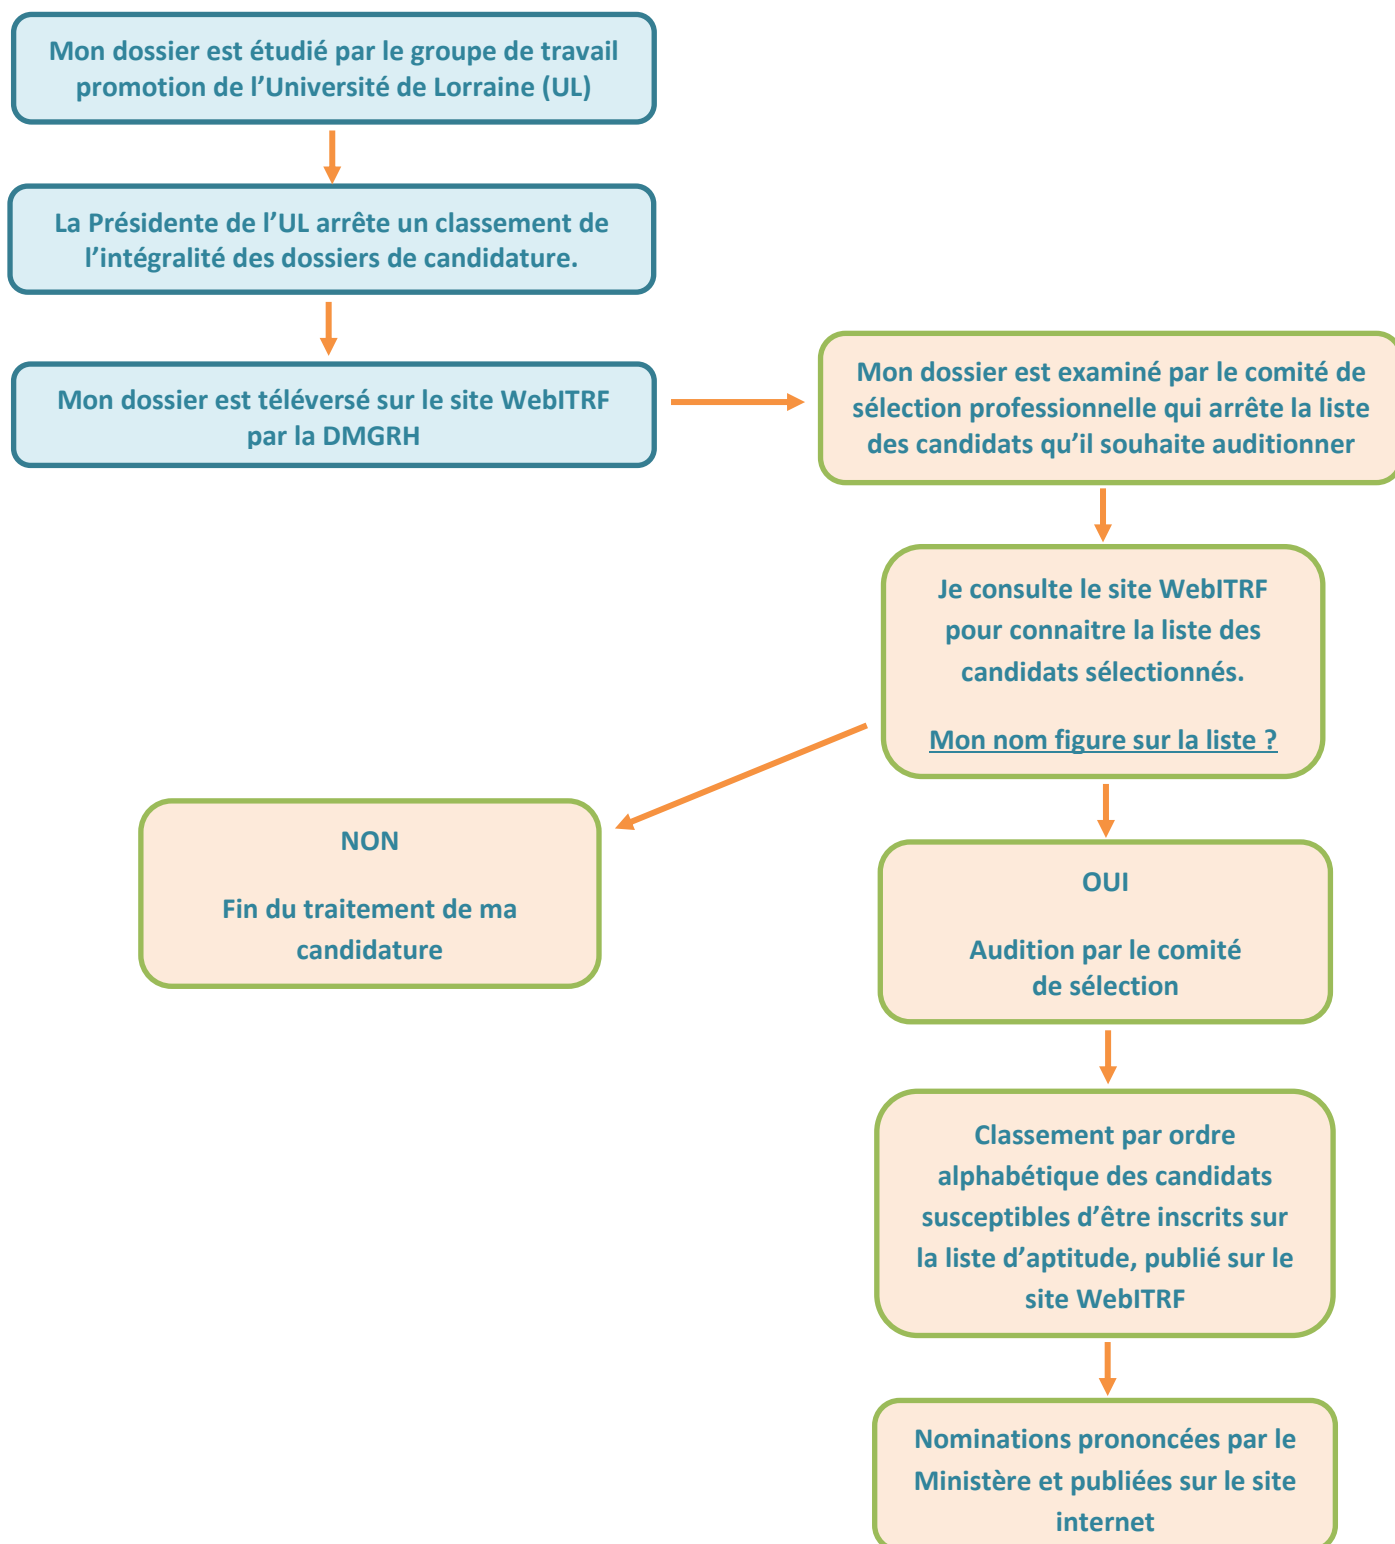 Mon dossier est étudié par le groupe de travail
promotion de l’Université de Lorraine (UL)
La Présidente de l’UL arrête un classement de
l’intégralité des dossiers de candidature.
Mon dossier est téléversé sur le site WebITRF
par la DMGRH
Mon dossier est examiné par le comité de
sélection professionnelle qui arrête la liste
des candidats qu’il souhaite auditionner
Je consulte le site WebITRF
pour connaitre la liste des
candidats sélectionnés.
Mon nom figure sur la liste ?
NON
Fin du traitement de ma
candidature
OUI
Audition par le comité
de sélection
Classement par ordre
alphabétique des candidats
susceptibles d’être inscrits sur
la liste d’aptitude, publié sur le
site WebITRF
Nominations prononcées par le
Ministère et publiées sur le site
internet